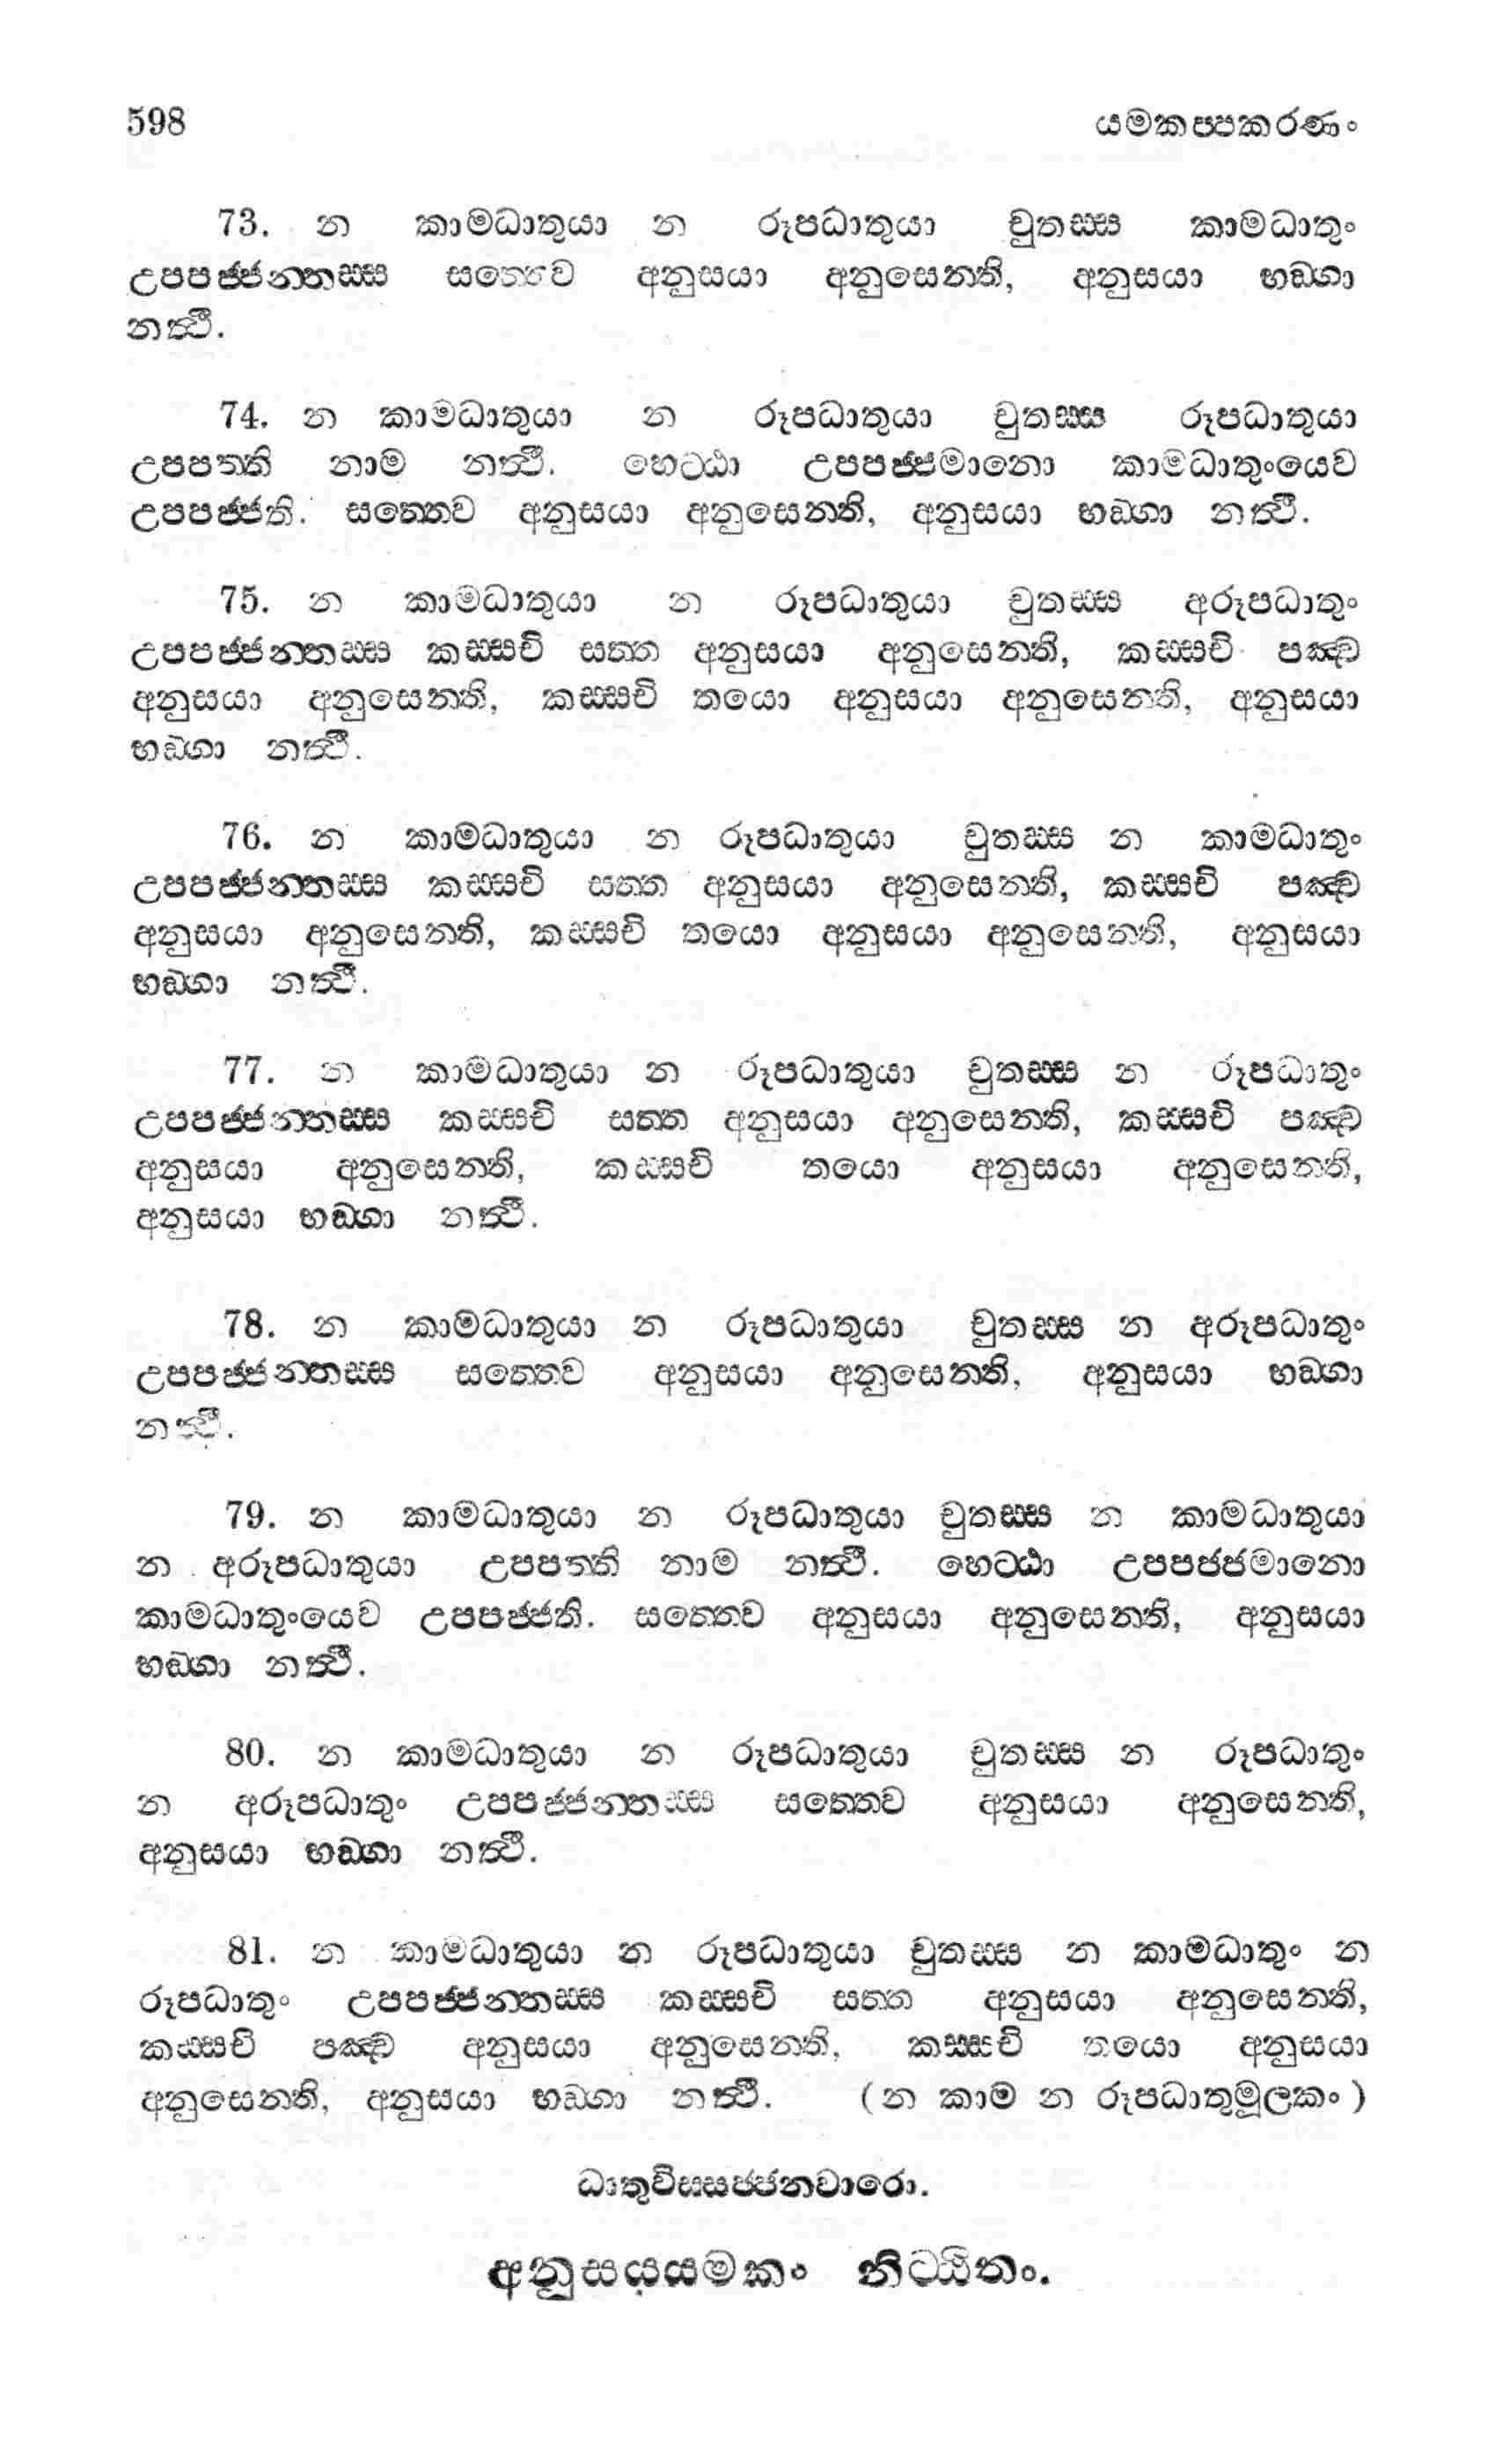 598 යමකප්පකරණං
73. න කාමධාතුයා න රූපධාතුයා චුතස්ස කාමධාතුං
උපපජ්ජන්තස්ස සත්තෙව අනුසයා අනුසෙන්ති, අනුසයා භඞ්ගා
නත්ථි.
74. න කාමධාතුයා න රූපධාතුයා චුතස්ස රූපධාතුයා
උපපත්ති නාම නත්ථි. හෙට්ඨා උපපජ්ජමානො කාමධාතුංයෙව
උපපජ්ජති. සත්තෙව අනුසයා අනුසෙන්ති, අනුසයා භඞ්ගා නත්ථි.
75. න කාමධාතුයා න රූපධාතුයා චුතස්ස අරූපධාතුං
උපපජ්ජන්තස්ස කස්සචි සත්ත අනුසයා අනුසෙන්ති, කස්සචි පඤ්ච
අනුසයා අනුසෙන්ති, කස්සචි තයො අනුසයා අනුසෙන්ති, අනුසයා
භඞ්ගා නත්ථි.
76. න කාමධාතුයා න රූපධාතුයා චුතස්ස න කාමධාතුං
උපපජ්ජන්තස්ස කස්සචි සත්ත අනුසයා අනුසෙන්ති, කස්සචි පඤ්ච
අනුසයා අනුසෙන්ති, කස්සචි තයො අනුසයා අනුසෙන්ති, අනුසයා
භඞ්ගා නත්ථි.
77. න කාමධාතුයා න රූපධාතුයා චුතස්ස න රූපධාතුං
උපපජ්ජන්තස්ස කස්සචි සත්ත අනුසයා අනුසෙන්ති, කස්සචි පඤ්ච
අනුසයා අනුසෙන්ති, කස්සචි තයො අනුසයා අනුසෙන්ති,
අනුසයා භඞ්ගා නත්ථි.
78. න කාමධාතුයා න රූපධාතුයා චුතස්ස න අරූපධාතුං
උපපජ්ජන්තස්ස සත්තෙව අනුසයා අනුසෙන්ති, අනුසයා භඞ්ගා
නත්ථි.
79. න කාමධාතුයා න රූපධාතුයා චුතස්ස න කාමධාතුයා
න අරූපධාතුයා උපපත්ති නාම නත්ථි. හෙට්ඨා උපපජ්ජමානො
කාමධාතුංයෙව උපපජ්ජති. සත්තෙව අනුසයා අනුසෙන්ති, අනුසයා
භඞ්ගා නත්ථි.
80. න කාමධාතුයා න රූපධාතුයා චුතස්ස න රූපධාතුං
න අරූපධාතුං උපපජ්ජන්තස්ස සත්තෙව අනුසයා අනුසෙන්ති,
අනුසයා භඞ්ගා නත්ථි.
81. න කාමධාතුයා න රූපධාතුයා චුතස්ස න කාමධාතුං න
රූපධාතුං උපපජ්ජන්තස්ස කස්සචි සත්ත අනුසයා අනුසෙන්ති,
කස්සචි පඤ්ච අනුසයා අනුසෙන්ති, කස්සචි තයො අනුසයා
අනුසෙන්ති, අනුසයා භඞ්ගා නත්ථි. (න කාම න රූපධාතුමූලකං)
ධාතුවිස්සජ්ජනවාරො.
අනුසයයමකං නිට්ඨිතං.